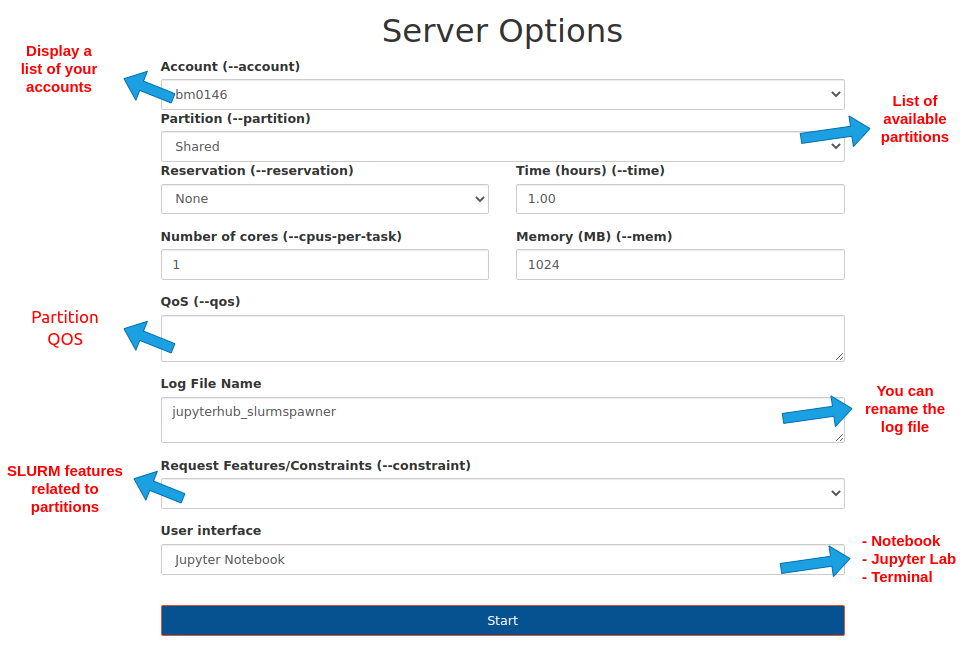 Server Options
Display a
list of your
accounts
Account (--account)
bm0146
List of
available
partitions
Partition (--partition)
Shared
Reservation (--reservation)
Time (hours) (--time)
None
1.00
Number of cores (--cpus-per-task)
Memory (MB) (--mem)
1
1024
QoS (--qos)
Partition
QOS
Log File Name
jupyterhub_slurmspawner
You can
rename the
log file
SLURM features
related to
partitions
Request Features/Constraints (--constraint)
User interface
Jupyter Notebook
- Notebook
- Jupyter Lab
- Terminal
Start